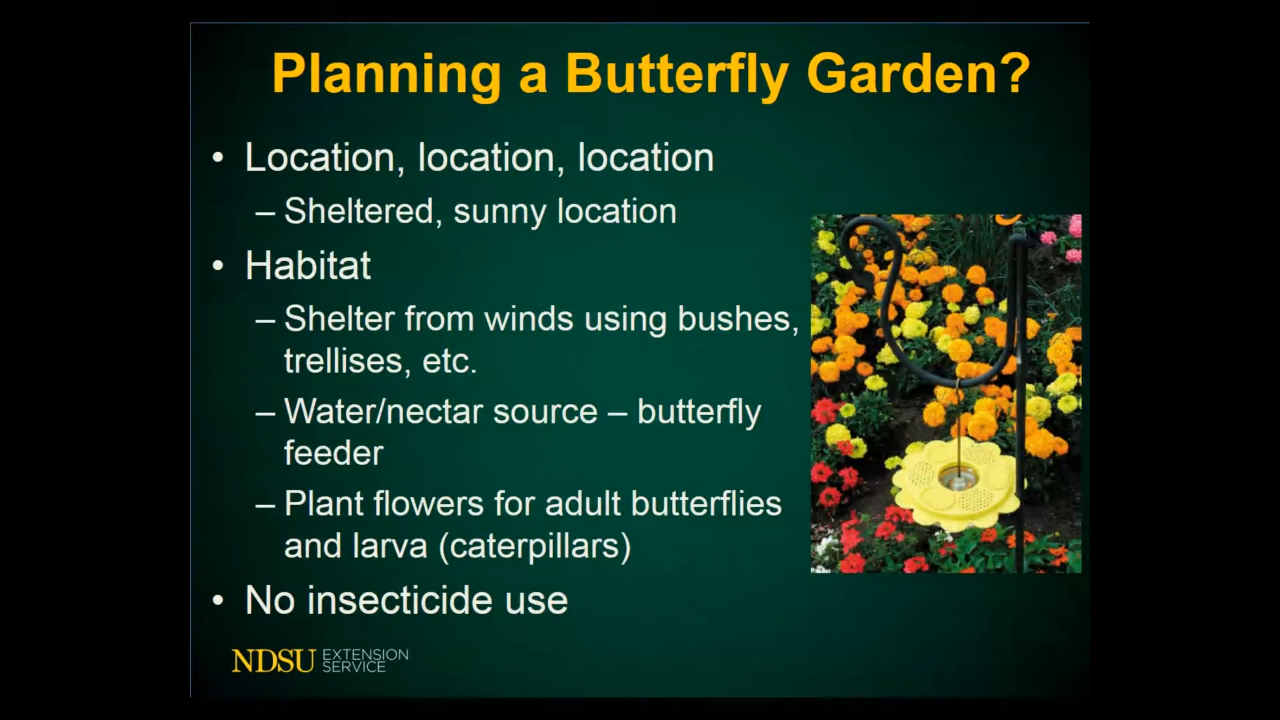 Planning a Butterfly Garden?
• Location, location, location
– Sheltered, sunny location
• Habitat
– Shelter from winds using bushes,
trellises, etc.
– Water/nectar source – butterfly
feeder
– Plant flowers for adult butterflies
and larva (caterpillars)
• No insecticide use
NDSU EXTENSION
SERVICE